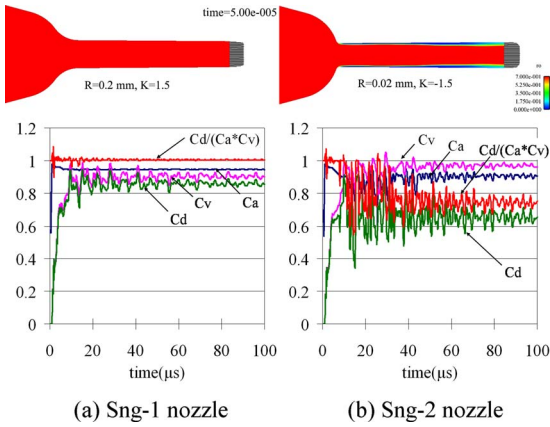 time=5.00e-005
R=0.2 mm, K=1.5
R=0.02 mm, K=-1.5
7.000e-001
5.250e-001
3.500e-001
1.750e-001
0.000e+000
1.2
1
0.8
0.6
0.4
0.2
0
Cd/(Ca*Cv)
Cv
Ca
Cd
0 20 40 60 80 100
time(μs)
(a) Sng-1 nozzle
1.2
1
0.8
0.6
0.4
0.2
0
Cv
Ca
Cd/(Ca*Cv)
Cd
0 20 40 60 80 100
time(μs)
(b) Sng-2 nozzle